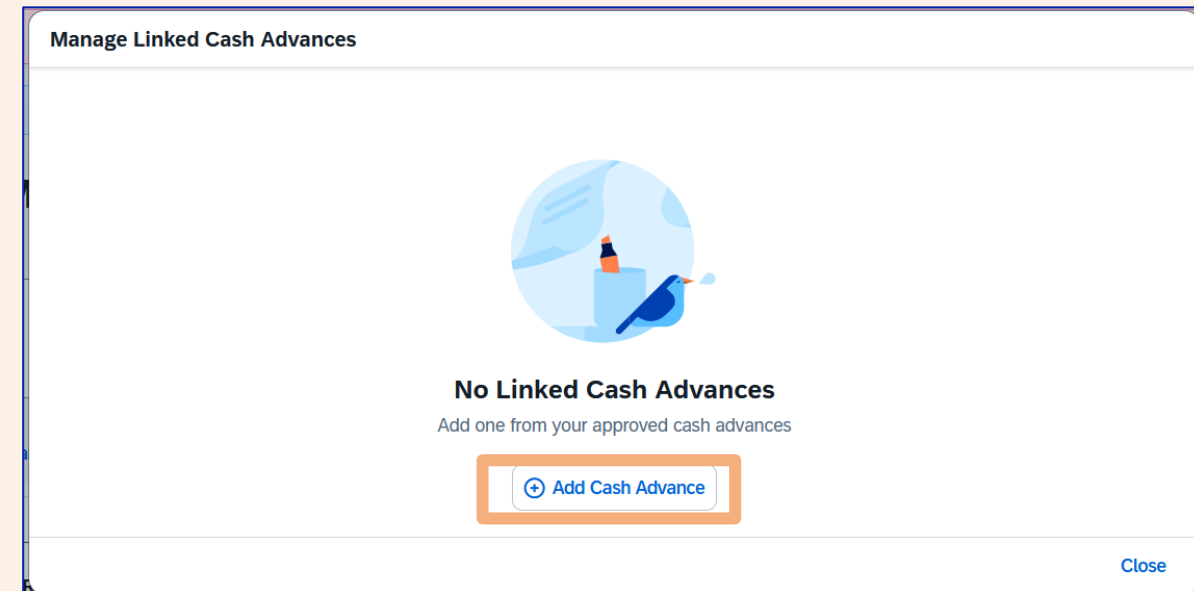 Manage Linked Cash Advances
No Linked Cash Advances
Add one from your approved cash advances
Add Cash Advance
Close